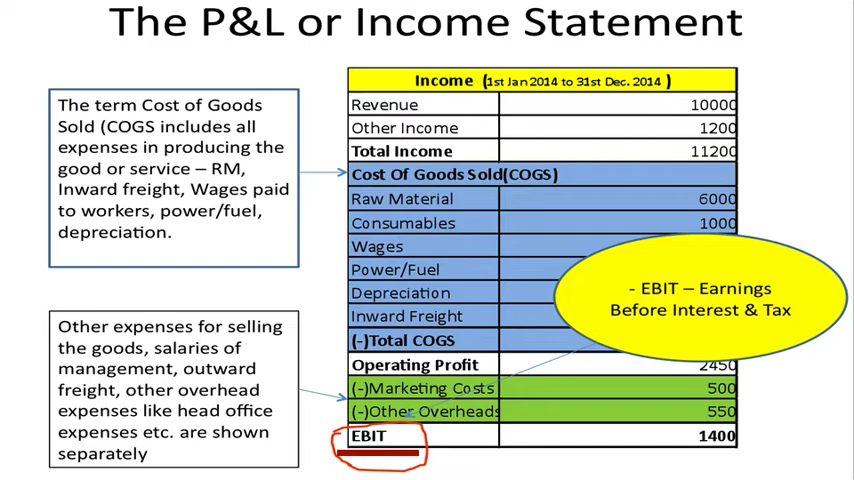 The P&L or Income Statement
The term Cost of Goods
Sold (COGS includes all
expenses in producing the
good or service – RM,
Inward freight, Wages paid
to workers, power/fuel,
depreciation.
Other expenses for selling
the goods, salaries of
management, outward
freight, other overhead
expenses like head office
expenses etc. are shown
separately
Income (1st Jan 2014 to 31st Dec. 2014 )
Revenue 10000
Other Income 1200
Total Income 11200
Cost Of Goods Sold(COGS)
Raw Material 6000
Consumables 1000
Wages
Power/Fuel
Depreciation
Inward Freight
(-)Total COGS
Operating Profit 2450
(-)Marketing Costs 500
(-)Other Overheads 550
EBIT 1400
- EBIT – Earnings
Before Interest & Tax